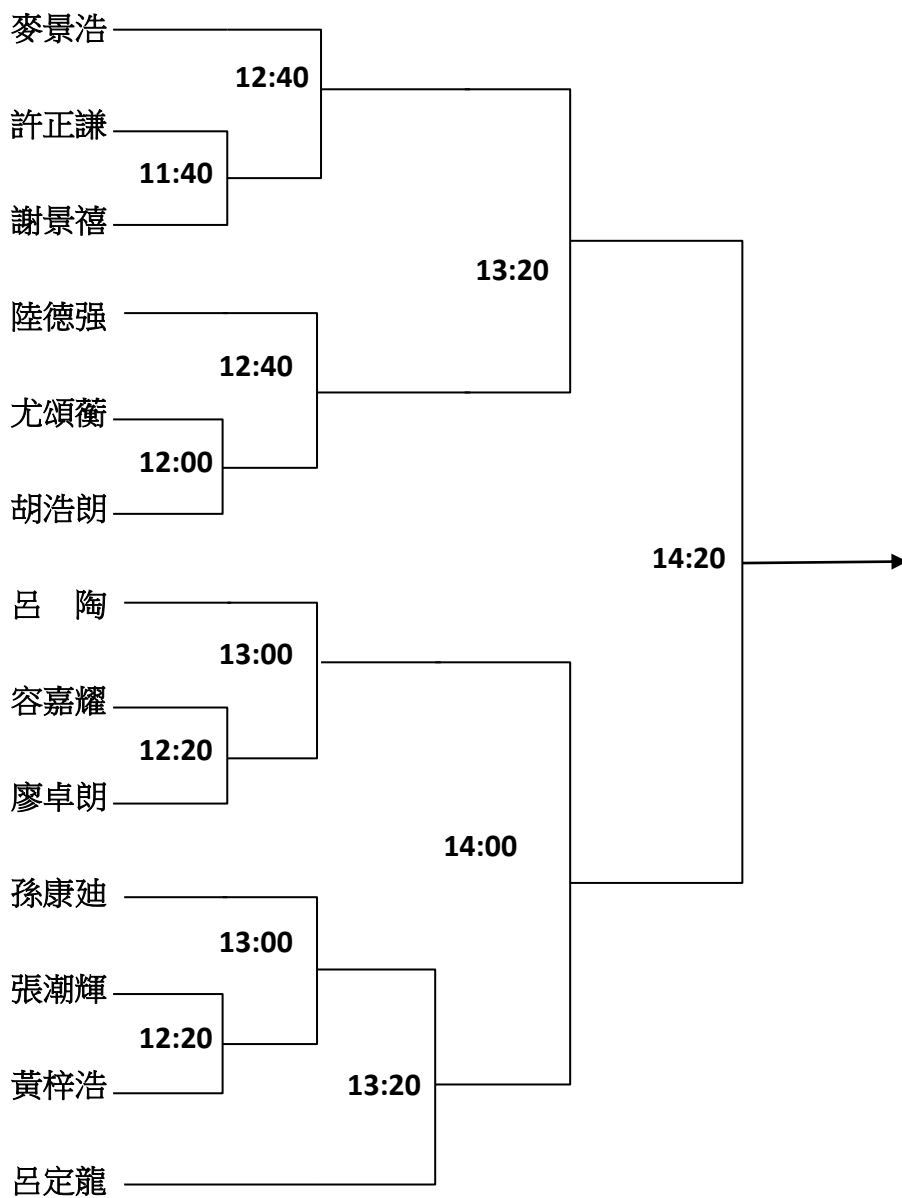 麥景浩
12:40
許正謙
11:40
謝景禧
13:20
陸德强
12:40
尤頌蘅
12:00
胡浩朗
14:20
呂　陶
13:00
容嘉耀
12:20
廖卓朗
14:00
孫康廸
13:00
張潮輝
12:20
黃梓浩
13:20
呂定龍